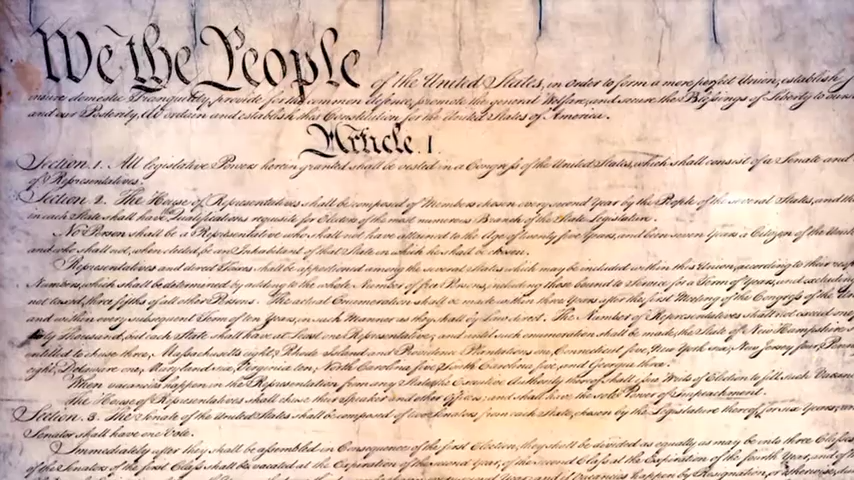 We the People of the United States, in Order to form a more perfect Union, establish J
insure domestic Tranquility, provide for the common defence, promote the general Welfare, and secure the Blessings of Liberty to ours
and our Posterity, do ordain and establish this Constitution for the United States of America.
Article. I.
Section. 1. All legislative Powers herein granted shall be vested in a Congress of the United States, which shall consist of a Senate and
of Representatives.
Section. 2. The House of Representatives shall be composed of Members chosen every second Year by the People of the several States, and the
in each State shall have Qualifications requisite for Electors of the most numerous Branch of the State Legislature.
No Person shall be a Representative who shall not have attained to the Age of twenty five Years, and been seven Years a Citizen of the Unite
and who shall not, when elected, be an Inhabitant of that State in which he shall be chosen.
Representatives and direct Taxes shall be apportioned among the several States which may be included within this Union, according to their resp
Numbers, which shall be determined by adding to the whole Number of free Persons, including those bound to Service for a Term of Years, and excluding
not taxed, three fifths of all other Persons. The actual Enumeration shall be made within three Years after the first Meeting of the Congress of the Un
and within every subsequent Term of ten Years, in such Manner as they shall by Law direct. The Number of Representatives shall not exceed one
thirty Thousand, but each State shall have at Least one Representative; and until such enumeration shall be made, the State of New Hampshire s
entitled to chuse three, Massachusetts eight, Rhode Island and Providence Plantations one, Connecticut five, New York six, New Jersey four, Penn
eight, Delaware one, Maryland six, Virginia ten, North Carolina five, South Carolina five, and Georgia three.
When vacancies happen in the Representation from any State, the Executive Authority thereof shall issue Writs of Election to fill such Vacan
The House of Representatives shall chuse their Speaker and other Officers; and shall have the sole Power of Impeachment.
Section. 3. The Senate of the United States shall be composed of two Senators from each State, chosen by the Legislature thereof, for six Years; an
Senator shall have one Vote.
Immediately after they shall be assembled in Consequence of the first Election, they shall be divided as equally as may be into three Classes
of the Senators of the first Class shall be vacated at the Expiration of the second Year, of the second Class at the Expiration of the fourth Year, and of